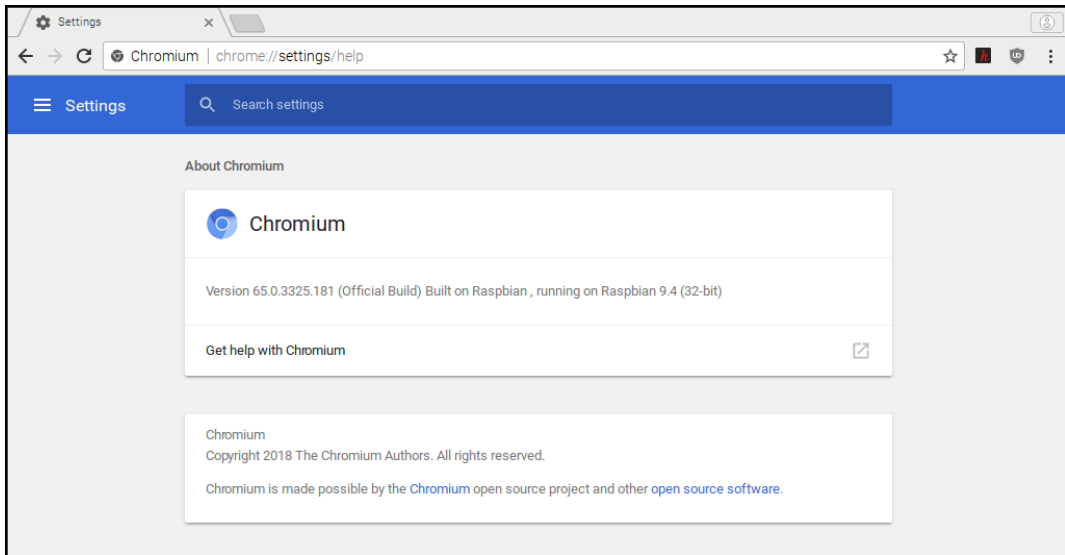 Settings
Chromium | chrome://settings/help
h
UD
Settings
Search settings
About Chromium
Chromium
Version 65.0.3325.181 (Official Build) Built on Raspbian , running on Raspbian 9.4 (32-bit)
Get help with Chromium
Chromium
Copyright 2018 The Chromium Authors. All rights reserved.
Chromium is made possible by the Chromium open source project and other open source software.